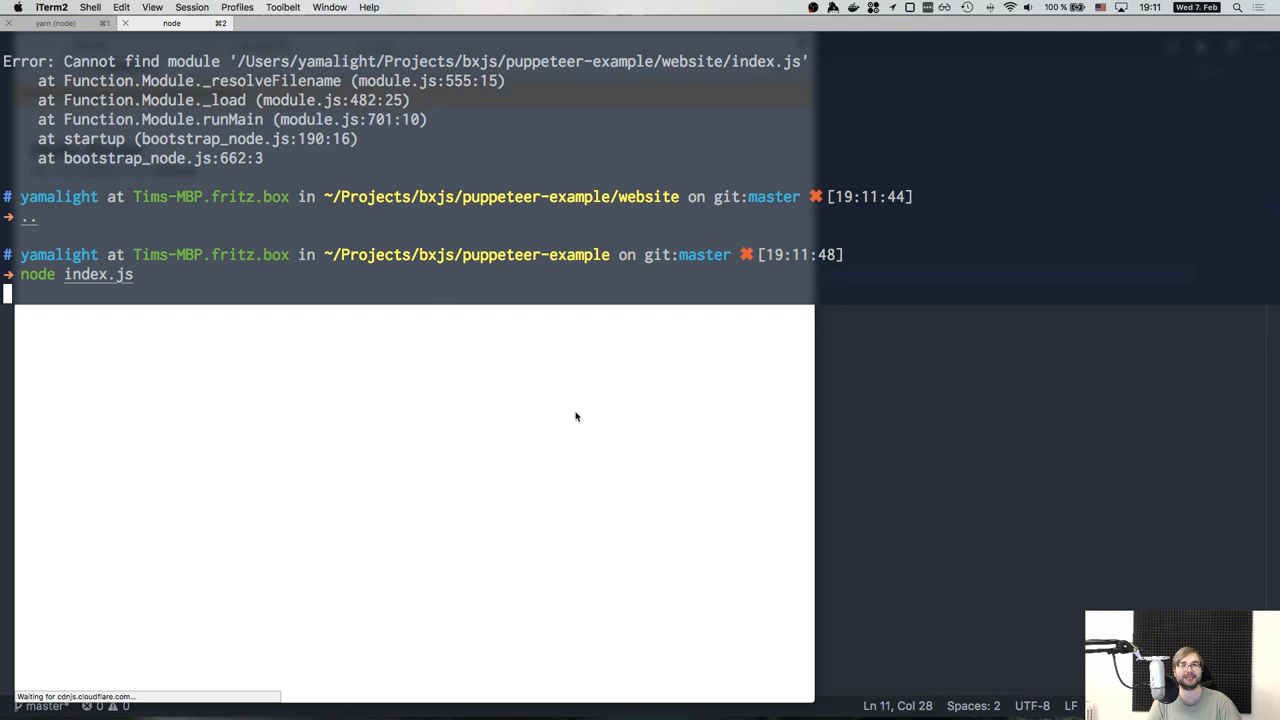 iTerm2 Shell Edit View Session Profiles Toolbelt Window Help 100 % 19:11 Wed 7. Feb
yarn (node) ⌘1 node ⌘2
Error: Cannot find module '/Users/yamalight/Projects/bxjs/puppeteer-example/website/index.js'
at Function.Module._resolveFilename (module.js:555:15)
at Function.Module._load (module.js:482:25)
at Function.Module.runMain (module.js:701:10)
at startup (bootstrap_node.js:190:16)
at bootstrap_node.js:662:3
# yamalight at Tims-MBP.fritz.box in ~/Projects/bxjs/puppeteer-example/website on git:master ✖ [19:11:44]
➜ ..
# yamalight at Tims-MBP.fritz.box in ~/Projects/bxjs/puppeteer-example on git:master ✖ [19:11:48]
➜ node index.js
Waiting for cdnjs.cloudflare.com...
master* 0 0 Ln 11, Col 28 Spaces: 2 UTF-8 LF